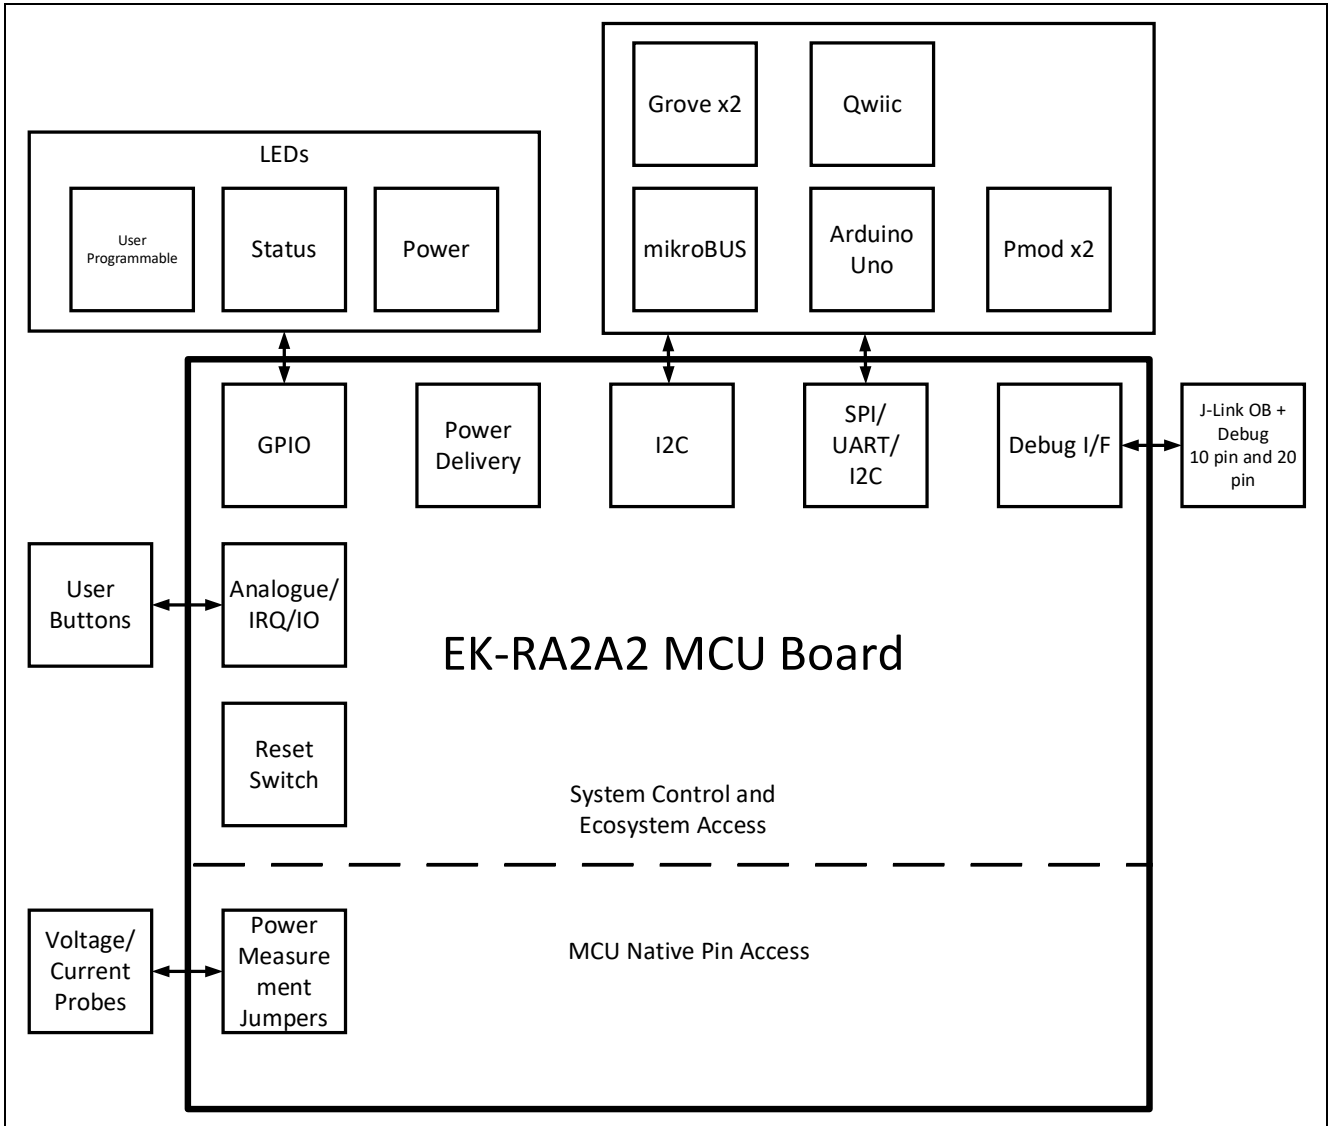 Grove x2
Qwiic
LEDs
User
Programmable
Status
Power
mikroBUS
Arduino
Uno
Pmod x2
GPIO
Power
Delivery
I2C
SPI/
UART/
I2C
Debug I/F
J-Link OB +
Debug
10 pin and 20
pin
User
Buttons
Analogue/
IRQ/IO
EK-RA2A2 MCU Board
Reset
Switch
System Control and
Ecosystem Access
Voltage/
Current
Probes
Power
Measure
ment
Jumpers
MCU Native Pin Access